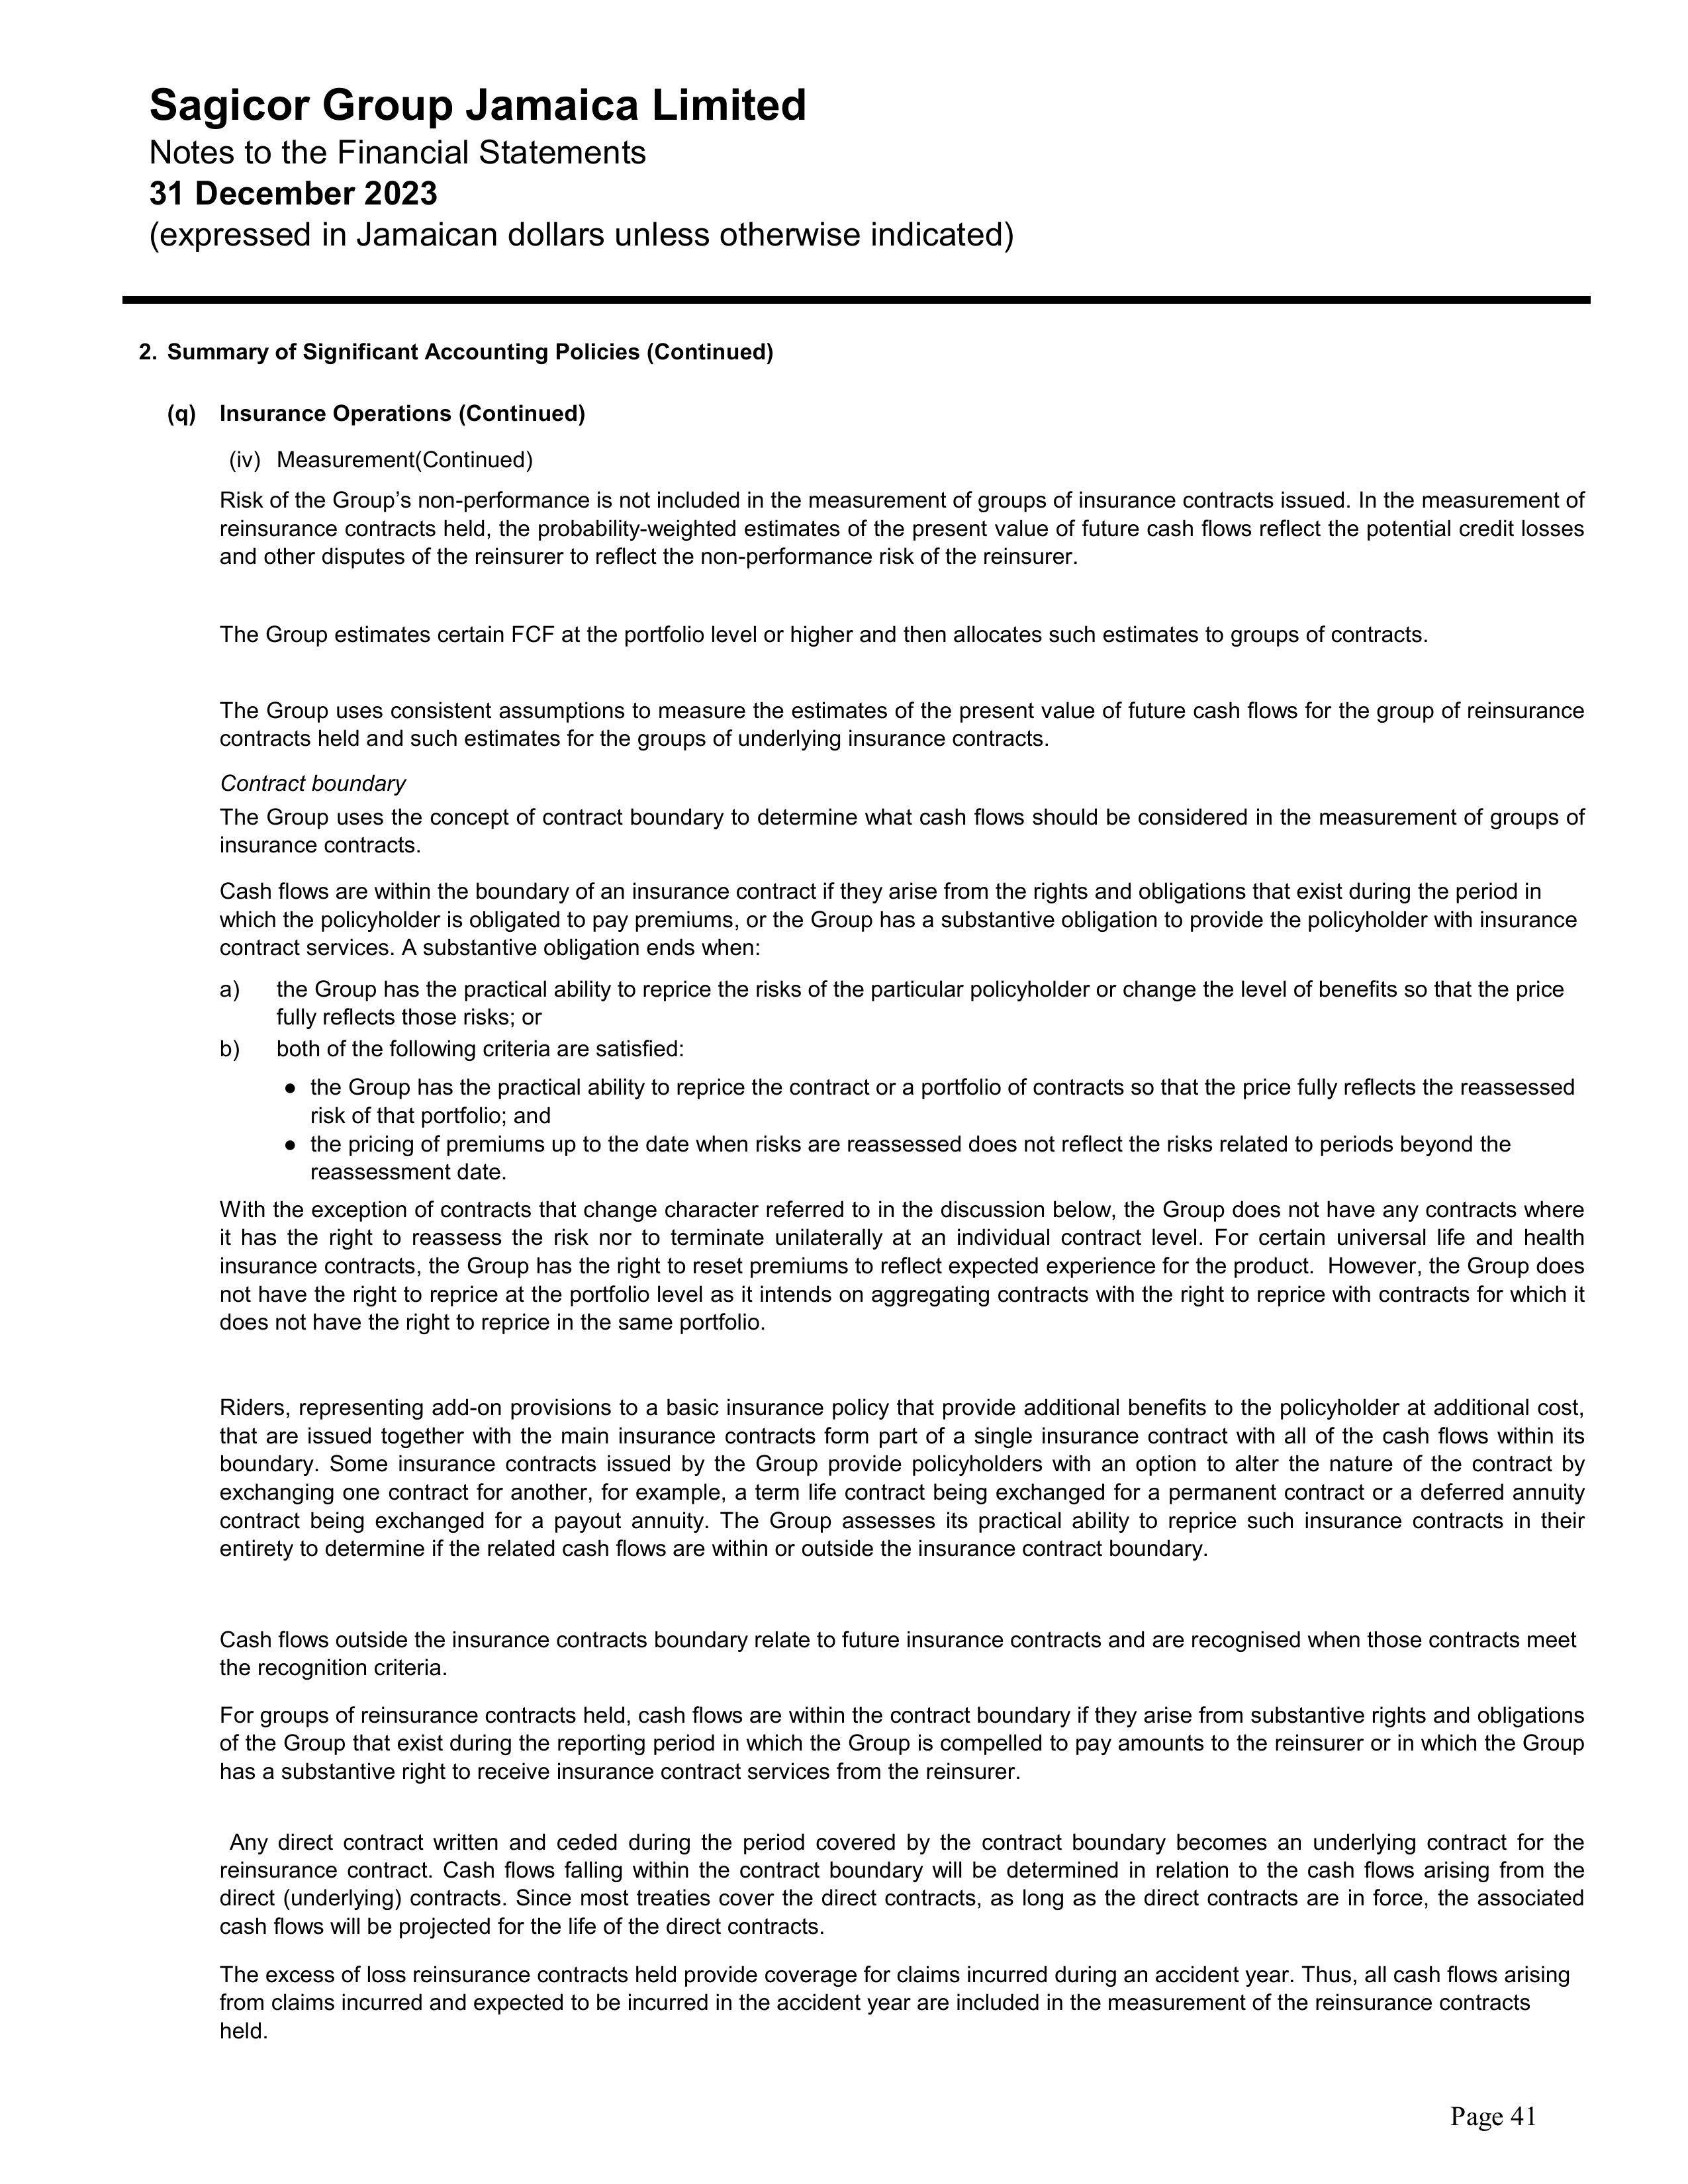 Sagicor Group Jamaica Limited
Notes to the Financial Statements
31 December 2023
(expressed in Jamaican dollars unless otherwise indicated)
2. Summary of Significant Accounting Policies (Continued)
(q) Insurance Operations (Continued)
(iv) Measurement(Continued)
Risk of the Group’s non-performance is not included in the measurement of groups of insurance contracts issued. In the measurement of
reinsurance contracts held, the probability-weighted estimates of the present value of future cash flows reflect the potential credit losses
and other disputes of the reinsurer to reflect the non-performance risk of the reinsurer.
The Group estimates certain FCF at the portfolio level or higher and then allocates such estimates to groups of contracts.
The Group uses consistent assumptions to measure the estimates of the present value of future cash flows for the group of reinsurance
contracts held and such estimates for the groups of underlying insurance contracts.
Contract boundary
The Group uses the concept of contract boundary to determine what cash flows should be considered in the measurement of groups of
insurance contracts.
Cash flows are within the boundary of an insurance contract if they arise from the rights and obligations that exist during the period in
which the policyholder is obligated to pay premiums, or the Group has a substantive obligation to provide the policyholder with insurance
contract services. A substantive obligation ends when:
a) the Group has the practical ability to reprice the risks of the particular policyholder or change the level of benefits so that the price
fully reflects those risks; or
b) both of the following criteria are satisfied:
● the Group has the practical ability to reprice the contract or a portfolio of contracts so that the price fully reflects the reassessed
risk of that portfolio; and
● the pricing of premiums up to the date when risks are reassessed does not reflect the risks related to periods beyond the
reassessment date.
With the exception of contracts that change character referred to in the discussion below, the Group does not have any contracts where
it has the right to reassess the risk nor to terminate unilaterally at an individual contract level. For certain universal life and health
insurance contracts, the Group has the right to reset premiums to reflect expected experience for the product. However, the Group does
not have the right to reprice at the portfolio level as it intends on aggregating contracts with the right to reprice with contracts for which it
does not have the right to reprice in the same portfolio.
Riders, representing add-on provisions to a basic insurance policy that provide additional benefits to the policyholder at additional cost,
that are issued together with the main insurance contracts form part of a single insurance contract with all of the cash flows within its
boundary. Some insurance contracts issued by the Group provide policyholders with an option to alter the nature of the contract by
exchanging one contract for another, for example, a term life contract being exchanged for a permanent contract or a deferred annuity
contract being exchanged for a payout annuity. The Group assesses its practical ability to reprice such insurance contracts in their
entirety to determine if the related cash flows are within or outside the insurance contract boundary.
Cash flows outside the insurance contracts boundary relate to future insurance contracts and are recognised when those contracts meet
the recognition criteria.
For groups of reinsurance contracts held, cash flows are within the contract boundary if they arise from substantive rights and obligations
of the Group that exist during the reporting period in which the Group is compelled to pay amounts to the reinsurer or in which the Group
has a substantive right to receive insurance contract services from the reinsurer.
Any direct contract written and ceded during the period covered by the contract boundary becomes an underlying contract for the
reinsurance contract. Cash flows falling within the contract boundary will be determined in relation to the cash flows arising from the
direct (underlying) contracts. Since most treaties cover the direct contracts, as long as the direct contracts are in force, the associated
cash flows will be projected for the life of the direct contracts.
The excess of loss reinsurance contracts held provide coverage for claims incurred during an accident year. Thus, all cash flows arising
from claims incurred and expected to be incurred in the accident year are included in the measurement of the reinsurance contracts
held.
Page 41